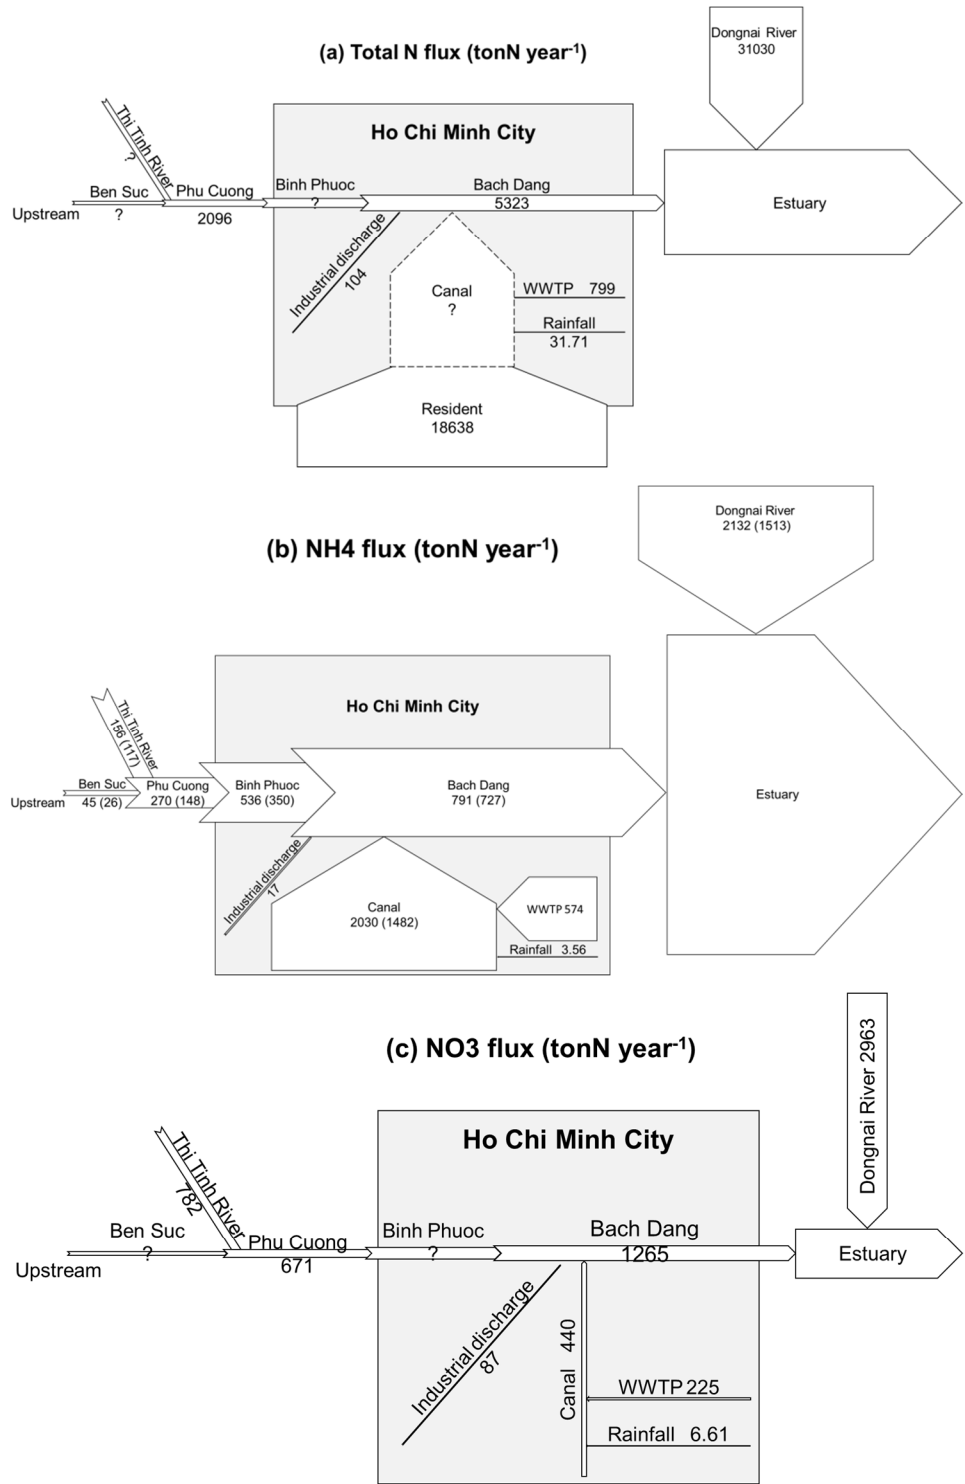 (a) Total N flux (tonN year-1)
Dongnai River
31030
Ho Chi Minh City
Thi Tinh River
?
Upstream
Ben Suc
?
Phu Cuong
2096
Binh Phuoc
?
Bach Dang
5323
Estuary
Industrial discharge
104
Canal
?
WWTP 799
Rainfall
31.71
Resident
18638
(b) NH4 flux (tonN year-1)
Dongnai River
2132 (1513)
Ho Chi Minh City
Thi Tinh River
156 (117)
Upstream
Ben Suc
45 (26)
Phu Cuong
270 (148)
Binh Phuoc
536 (350)
Bach Dang
791 (727)
Estuary
Industrial discharge
17
Canal
2030 (1482)
WWTP 574
Rainfall 3.56
(c) NO3 flux (tonN year-1)
Dongnai River 2963
Ho Chi Minh City
Thi Tinh River
782
Upstream
Ben Suc
?
Phu Cuong
671
Binh Phuoc
?
Bach Dang
1265
Estuary
Industrial discharge
87
Canal 440
WWTP 225
Rainfall 6.61